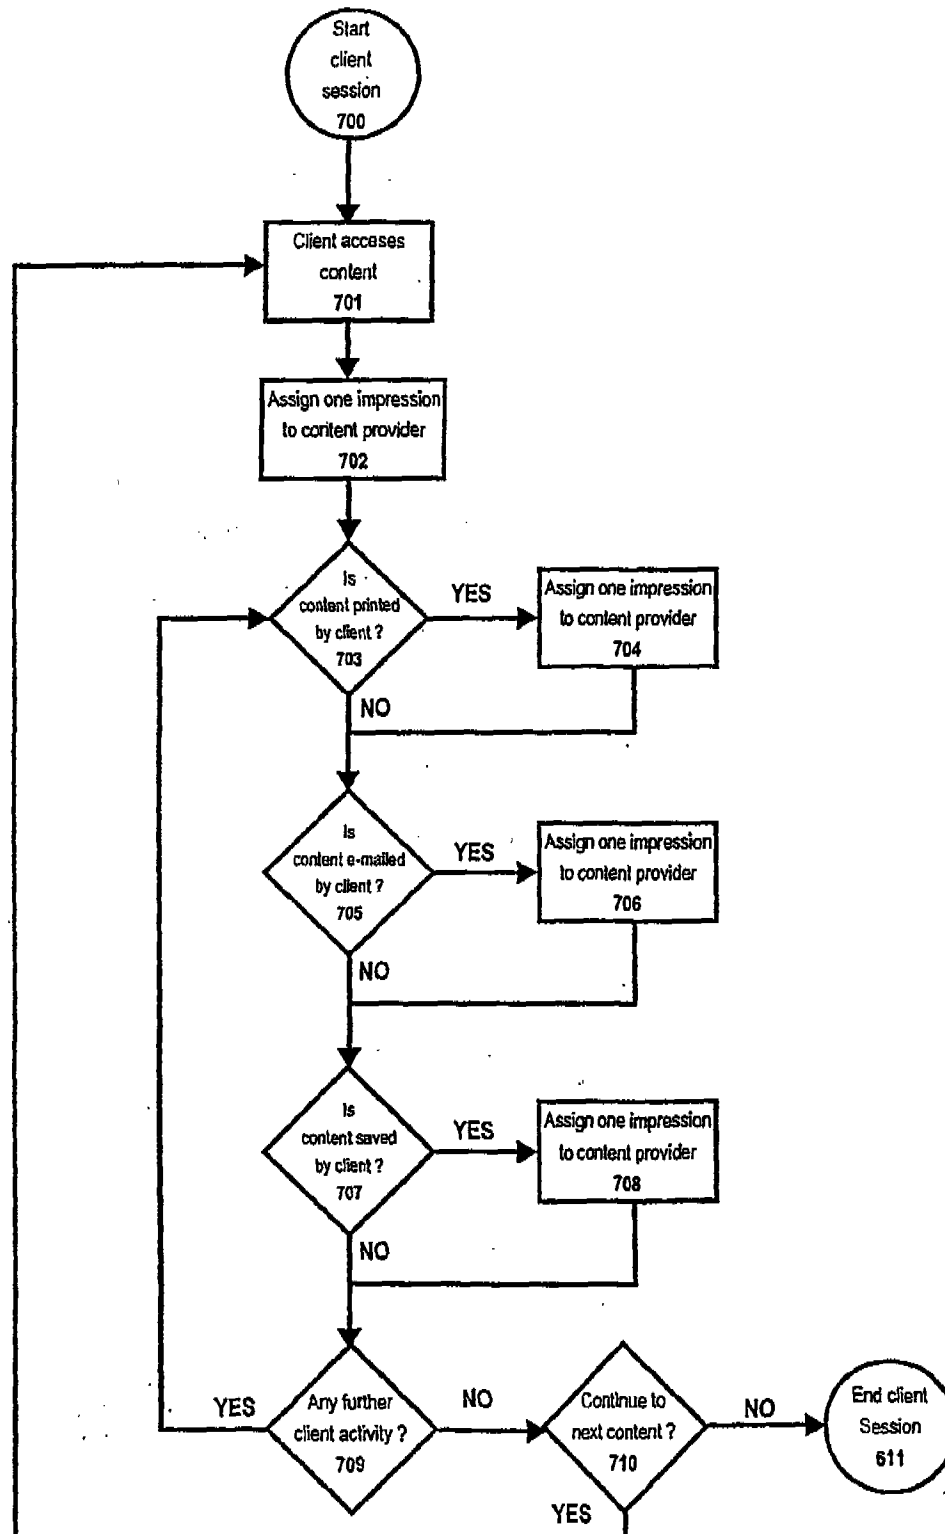 Start
client
session
700
Client acceses
content
701
Assign one impression
to content provider
702
Is
content printed
by client ?
703
YES
Assign one impression
to content provider
704
NO
Is
content e-mailed
by client ?
705
YES
Assign one impression
to content provider
706
NO
Is
content saved
by client ?
707
YES
Assign one impression
to content provider
708
NO
Any further
client activity ?
709
YES
NO
Continue to
next content ?
710
NO
End client
Session
611
YES